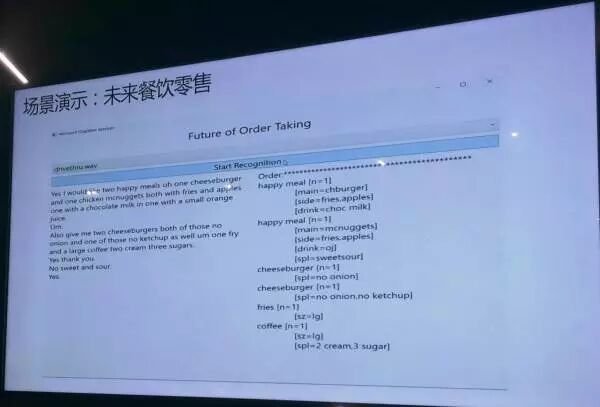 场景演示：未来餐饮零售
Microsoft Cognitive Services
Future of Order Taking
drivethru.wav
Start Recognition
Yes I would like two happy meals uh one cheeseburger
and one chicken mcnuggets both with fries and apples
one with a chocolate milk in one with a small orange
juice.
Um.
Also give me two cheeseburgers both of those no
onion and one of those no ketchup as well um one fry
and a large coffee two cream three sugars.
Yes thank you.
No sweet and sour.
Yes.
Order:**********************************************
happy meal [n=1]
[main=chburger]
[side=fries,apples]
[drink=choc milk]
happy meal [n=1]
[main=mcnuggets]
[side=fries,apples]
[drink=oj]
[spl=sweetsour]
cheeseburger [n=1]
[spl=no onion]
cheeseburger [n=1]
[spl=no onion,no ketchup]
fries [n=1]
[sz=lg]
coffee [n=1]
[sz=lg]
[spl=2 cream,3 sugar]